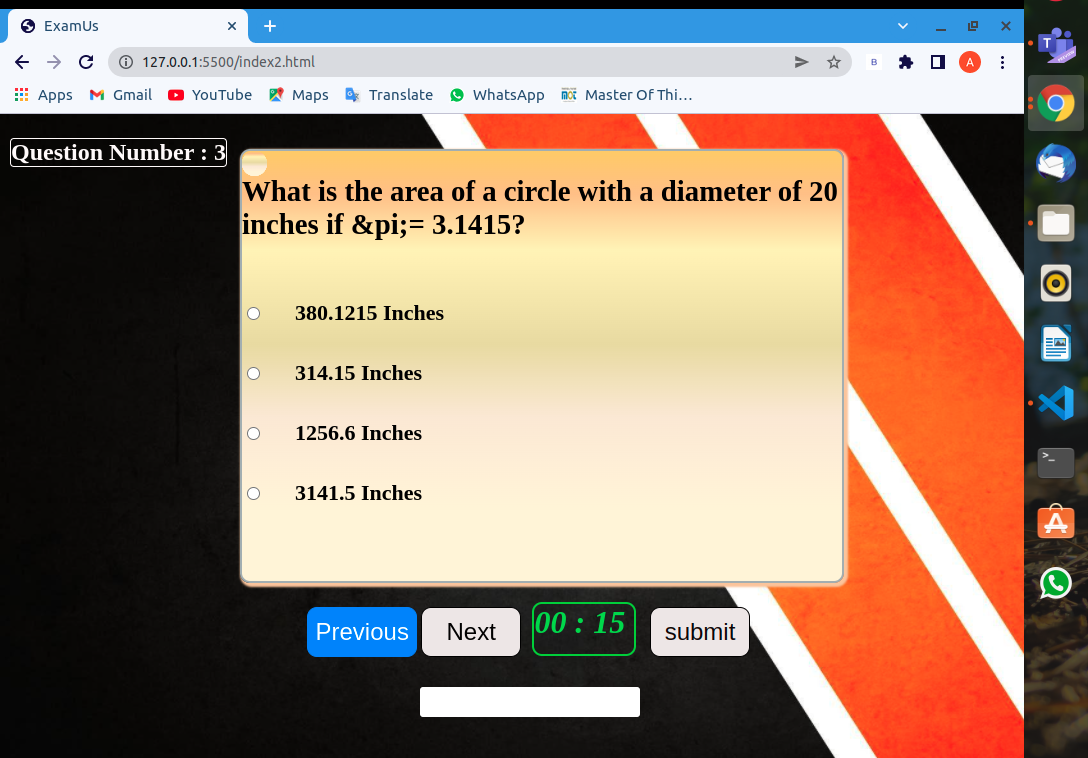 ExamUs
127.0.0.1:5500/index2.html
A
B
Apps Gmail YouTube Maps Translate WhatsApp Master Of Thi...
Question Number : 3
What is the area of a circle with a diameter of 20
inches if &pi;= 3.1415?
380.1215 Inches
314.15 Inches
1256.6 Inches
3141.5 Inches
Previous Next 00 : 15 submit